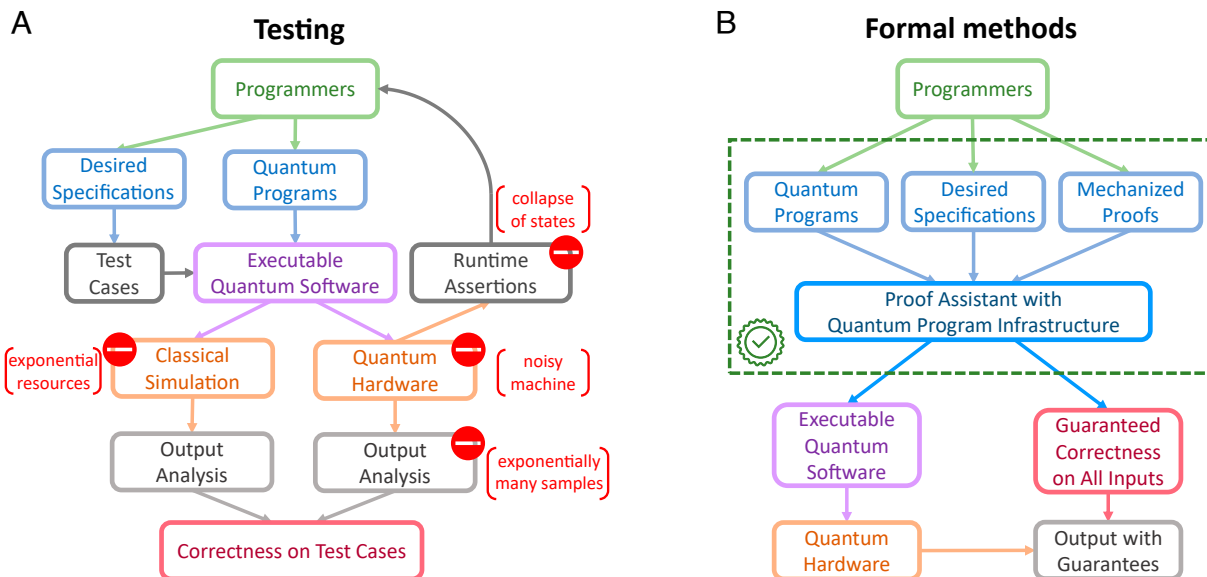 A
Testing
Programmers
Desired
Specifications
Quantum
Programs
collapse
of states
Test
Cases
Executable
Quantum Software
Runtime
Assertions
exponential
resources
Classical
Simulation
Quantum
Hardware
noisy
machine
Output
Analysis
Output
Analysis
exponentially
many samples
Correctness on Test Cases
B
Formal methods
Programmers
Quantum
Programs
Desired
Specifications
Mechanized
Proofs
Proof Assistant with
Quantum Program Infrastructure
Executable
Quantum
Software
Guaranteed
Correctness
on All Inputs
Quantum
Hardware
Output with
Guarantees